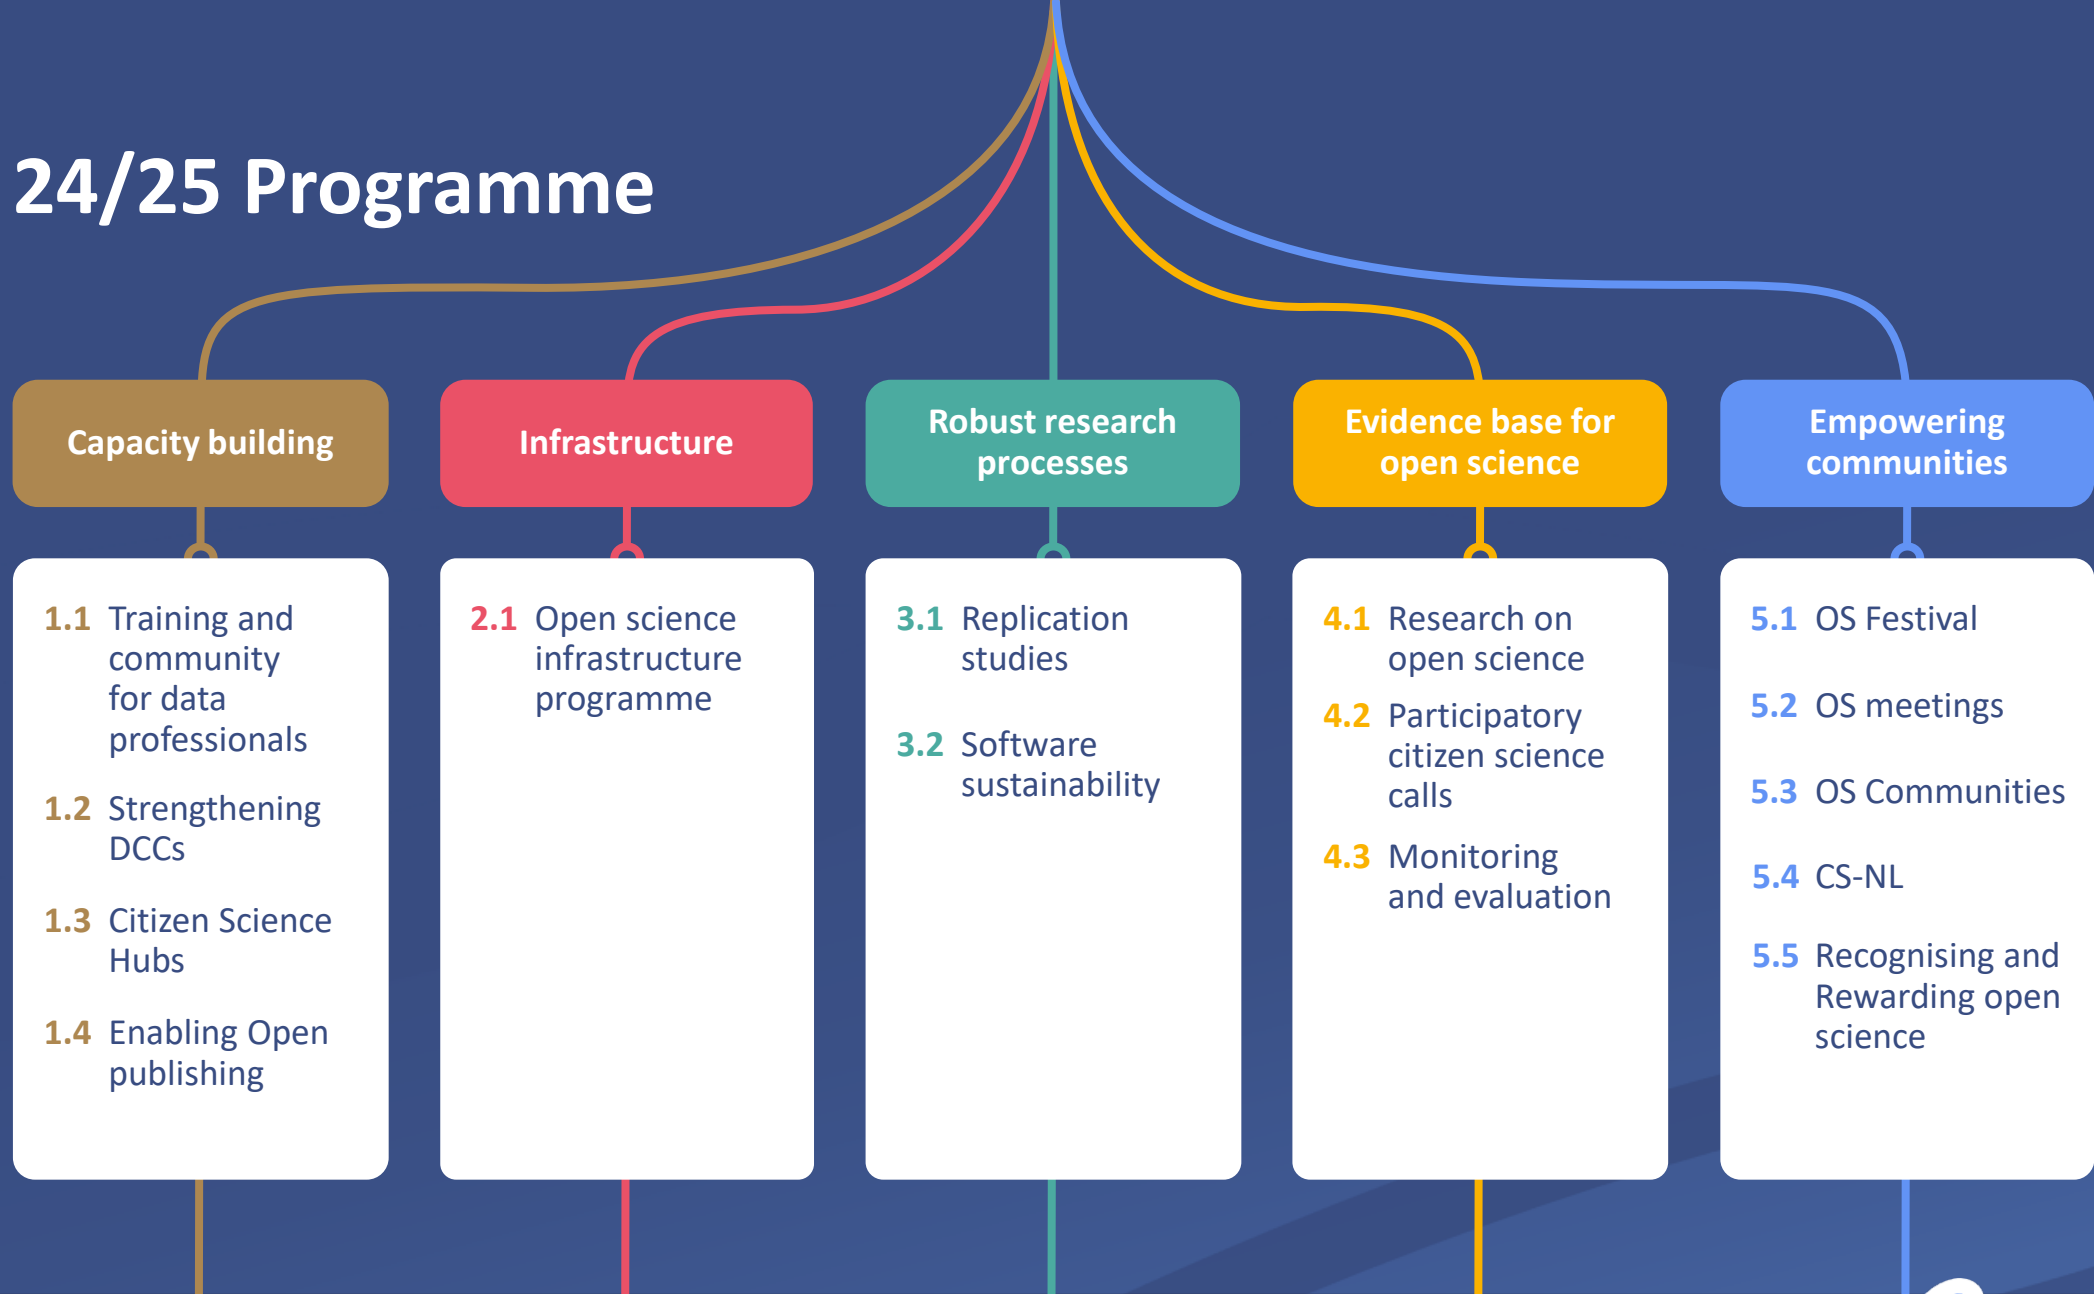 24/25 Programme
Capacity building
1.1 Training and
community
for data
professionals
1.2 Strengthening
DCCs
1.3 Citizen Science
Hubs
1.4 Enabling Open
publishing
Infrastructure
2.1 Open science
infrastructure
programme
Robust research
processes
3.1 Replication
studies
3.2 Software
sustainability
Evidence base for
open science
4.1 Research on
open science
4.2 Participatory
citizen science
calls
4.3 Monitoring
and evaluation
Empowering
communities
5.1 OS Festival
5.2 OS meetings
5.3 OS Communities
5.4 CS-NL
5.5 Recognising and
Rewarding open
science